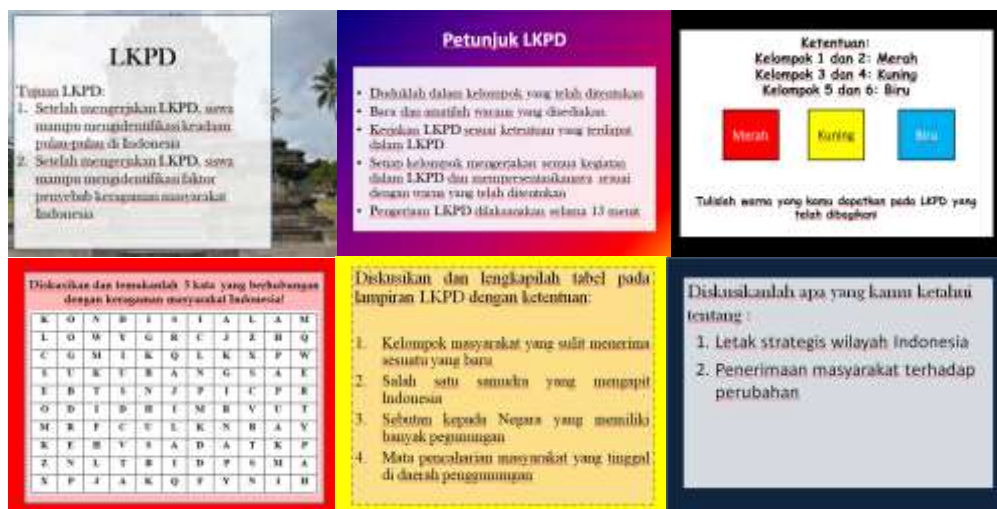 LKPD
Tujuan LKPD:
1. Setelah mengerjakan LKPD, siswa
mampu mengidentifikasi keadaan
pulau-pulau di Indonesia
2. Setelah mengerjakan LKPD, siswa
mampu mengidentifikasi faktor
penyebab keragaman masyarakat
Indonesia
Petunjuk LKPD
• Duduklah dalam kelompok yang telah ditentukan
• Baca dan amatilah wacana yang disediakan
• Kerjakan LKPD sesuai ketentuan yang terdapat
dalam LKPD
• Setiap kelompok mengerjakan semua kegiatan
dalam LKPD dan mempresentasikannya sesuai
dengan warna yang telah ditentukan
• Pengerjaan LKPD dilaksanakan selama 13 menit
Ketentuan:
Kelompok 1 dan 2: Merah
Kelompok 3 dan 4: Kuning
Kelompok 5 dan 6: Biru
Merah Kuning Biru
Tulislah warna yang kamu dapatkan pada LKPD yang
telah dibagikan!
Diskusikan dan temukanlah 5 kata yang berhubungan
dengan keragaman masyarakat Indonesia!
K O N D I S I A L A M
L O W Y G R C J Z H Q
C G M I K Q L K X P W
S U K U B A N G S A E
E B T S N J P I C P R
O D I D H I M B V U T
M R F C U L K N B A Y
K E H V S A D A T K P
Z N L T B I D P S M A
X P J A K Q F Y N I H
Diskusikan dan lengkapilah tabel pada
lampiran LKPD dengan ketentuan:
1. Kelompok masyarakat yang sulit menerima
sesuatu yang baru
2. Salah satu samudra yang mengapit
Indonesia
3. Sebutan kepada Negara yang memiliki
banyak pegunungan
4. Mata pencaharian masyarakat yang tinggal
di daerah penggunungan
Diskusikanlah apa yang kamu ketahui
tentang :
1. Letak strategis wilayah Indonesia
2. Penerimaan masyarakat terhadap
perubahan